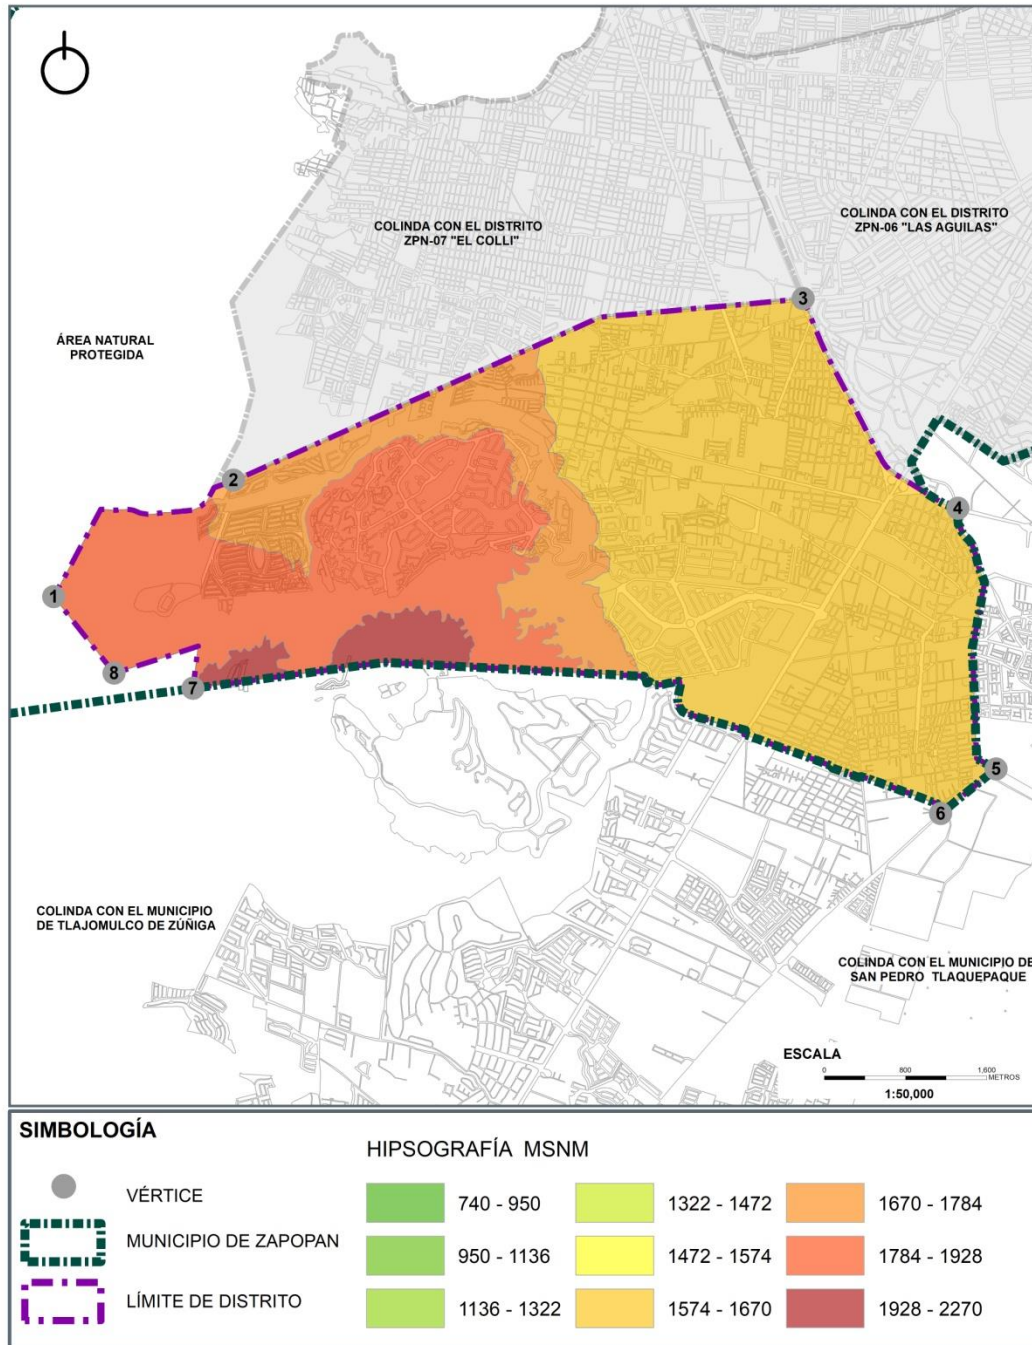 COLINDA CON EL DISTRITO
ZPN-07 "EL COLLI"
COLINDA CON EL DISTRITO
ZPN-06 "LAS AGUILAS"
ÁREA NATURAL
PROTEGIDA
3
2
4
1
8
7
5
6
COLINDA CON EL MUNICIPIO
DE TLAJOMULCO DE ZÚÑIGA
COLINDA CON EL MUNICIPIO DE
SAN PEDRO TLAQUEPAQUE
ESCALA
0 800 1,600
METROS
1:50,000
SIMBOLOGÍA
VÉRTICE
MUNICIPIO DE ZAPOPAN
LÍMITE DE DISTRITO
HIPSOGRAFÍA MSNM
740 - 950
950 - 1136
1136 - 1322
1322 - 1472
1472 - 1574
1574 - 1670
1670 - 1784
1784 - 1928
1928 - 2270